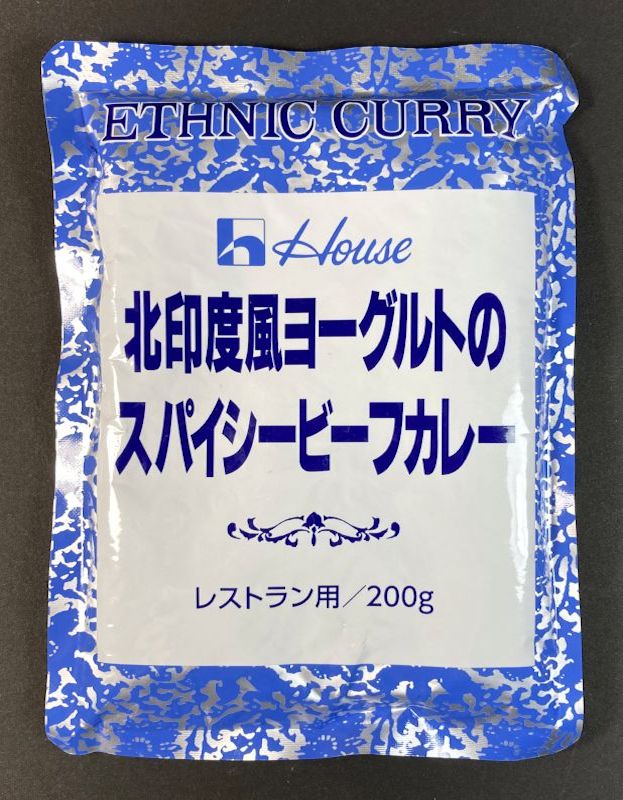 ETHNIC CURRY
House
北印度風ヨーグルトの
スパイシービーフカレー
レストラン用/200g